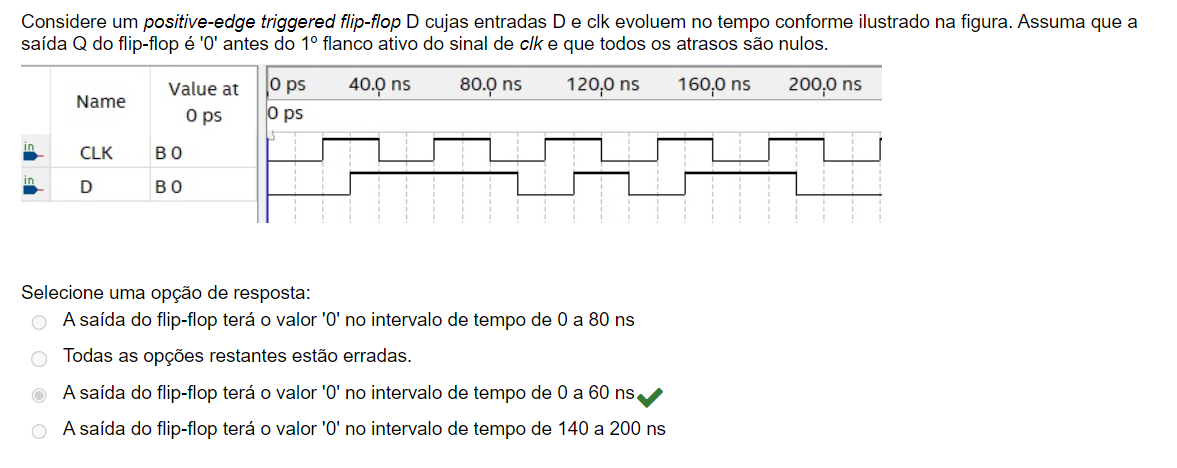 Considere um positive-edge triggered flip-flop D cujas entradas D e clk evoluem no tempo conforme ilustrado na figura. Assuma que a
saída Q do flip-flop é '0' antes do 1º flanco ativo do sinal de clk e que todos os atrasos são nulos.
Name
Value at
0 ps
0 ps 40.0 ns 80.0 ns 120.0 ns 160.0 ns 200.0 ns
0 ps
in CLK B 0
in D B 0
Selecione uma opção de resposta:
A saída do flip-flop terá o valor '0' no intervalo de tempo de 0 a 80 ns
Todas as opções restantes estão erradas.
A saída do flip-flop terá o valor '0' no intervalo de tempo de 0 a 60 ns
A saída do flip-flop terá o valor '0' no intervalo de tempo de 140 a 200 ns